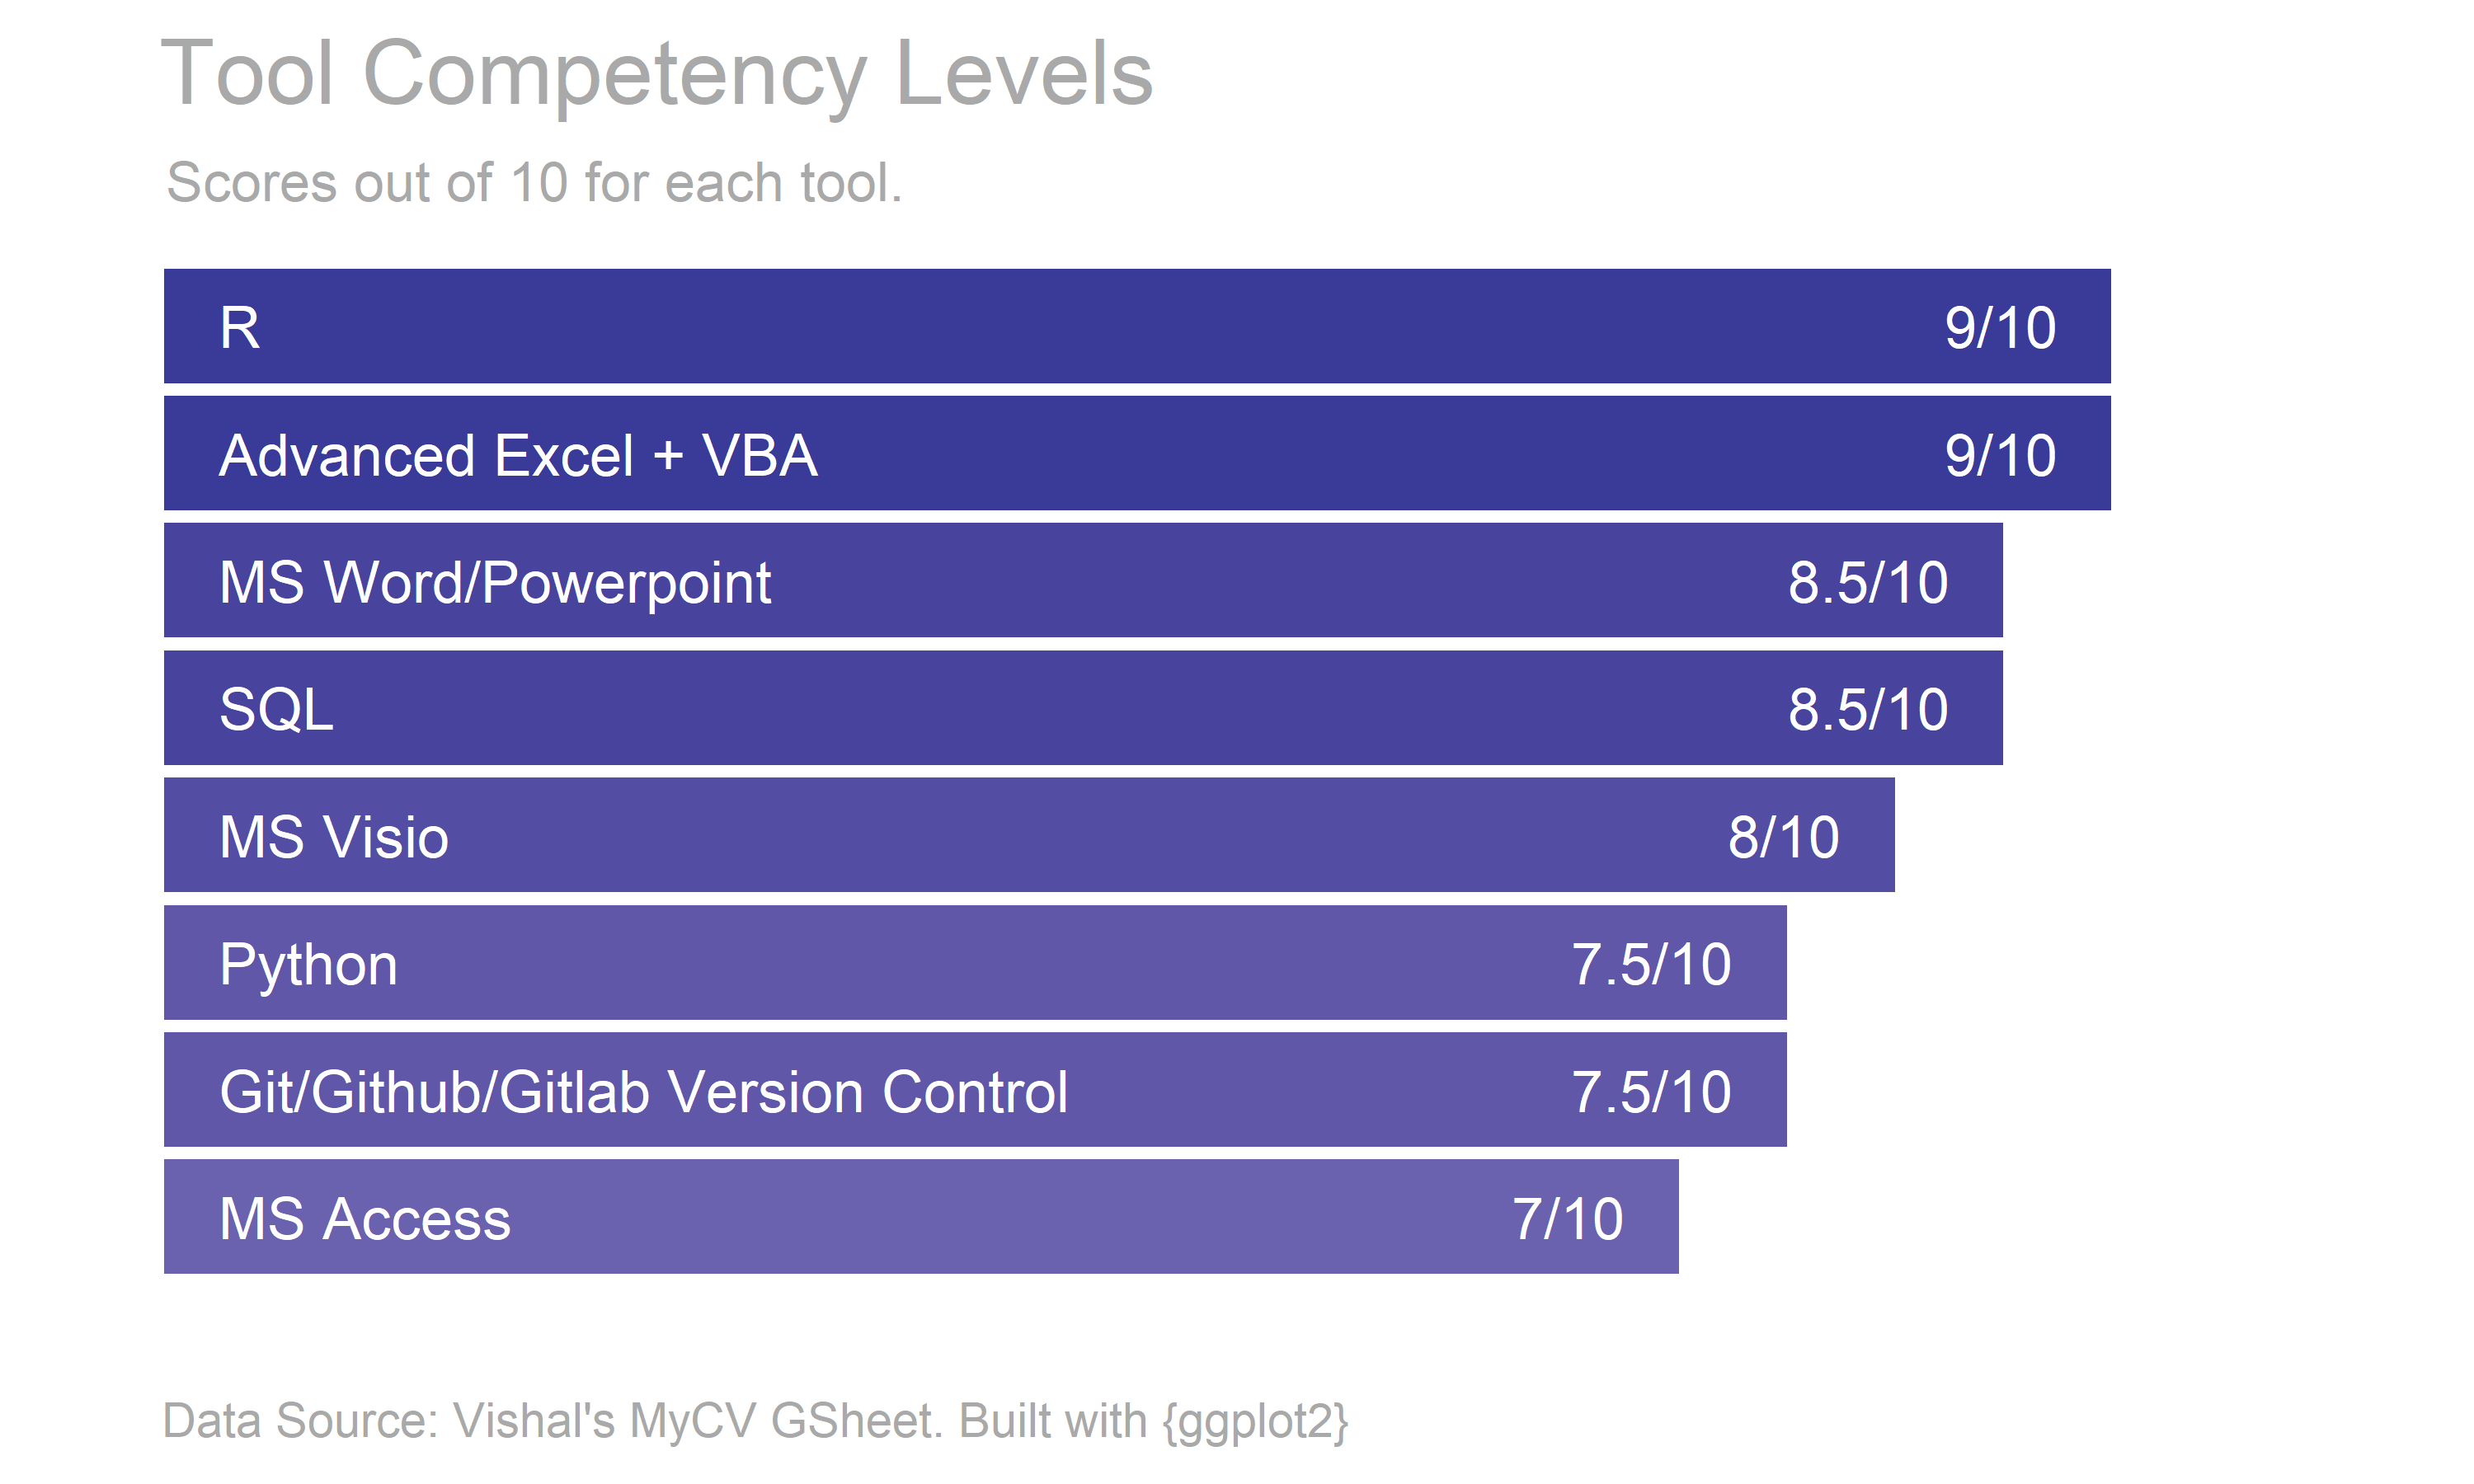 Tool Competency Levels
Scores out of 10 for each tool.
R 9/10
Advanced Excel + VBA 9/10
MS Word/Powerpoint 8.5/10
SQL 8.5/10
MS Visio 8/10
Python 7.5/10
Git/Github/Gitlab Version Control 7.5/10
MS Access 7/10
Data Source: Vishal's MyCV GSheet. Built with {ggplot2}